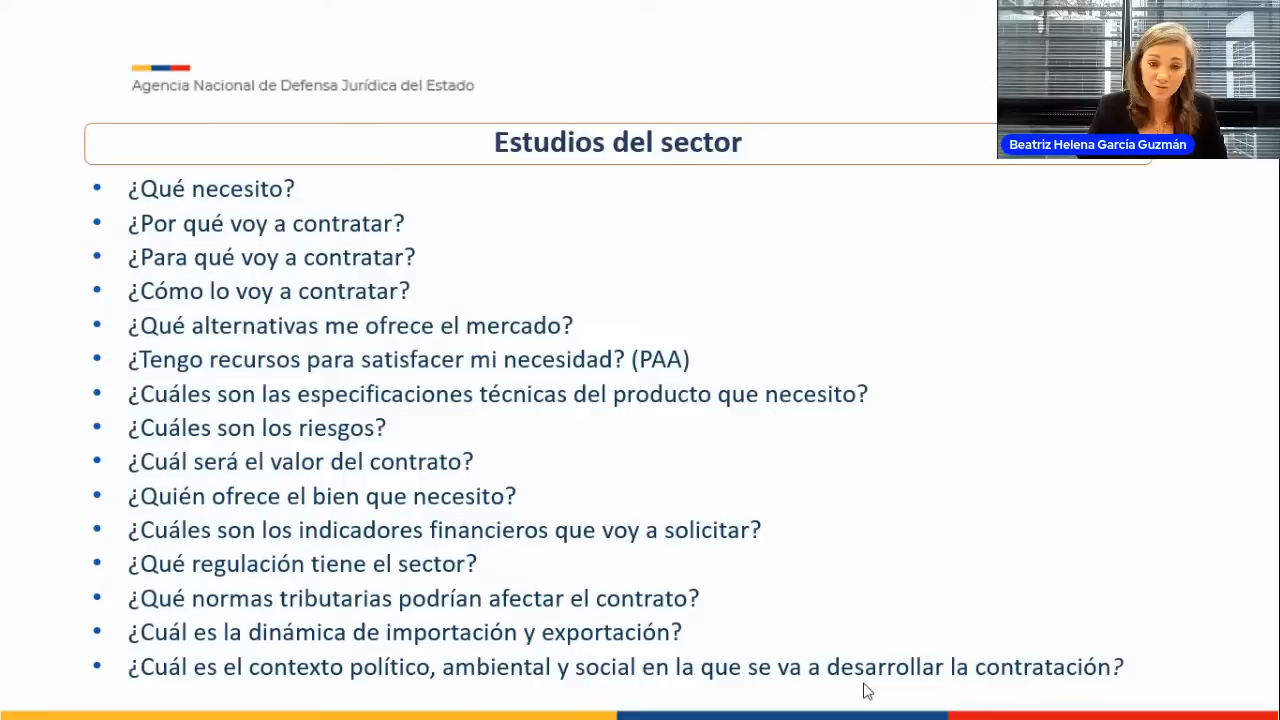 Agencia Nacional de Defensa Jurídica del Estado
Beatriz Helena García Guzmán
Estudios del sector
• ¿Qué necesito?
• ¿Por qué voy a contratar?
• ¿Para qué voy a contratar?
• ¿Cómo lo voy a contratar?
• ¿Qué alternativas me ofrece el mercado?
• ¿Tengo recursos para satisfacer mi necesidad? (PAA)
• ¿Cuáles son las especificaciones técnicas del producto que necesito?
• ¿Cuáles son los riesgos?
• ¿Cuál será el valor del contrato?
• ¿Quién ofrece el bien que necesito?
• ¿Cuáles son los indicadores financieros que voy a solicitar?
• ¿Qué regulación tiene el sector?
• ¿Qué normas tributarias podrían afectar el contrato?
• ¿Cuál es la dinámica de importación y exportación?
• ¿Cuál es el contexto político, ambiental y social en la que se va a desarrollar la contratación?